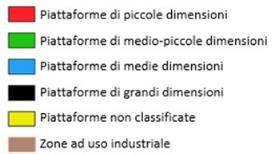 Piattaforme di piccole dimensioni
Piattaforme di medio-piccole dimensioni
Piattaforme di medie dimensioni
Piattaforme di grandi dimensioni
Piattaforme non classificate
Zone ad uso industriale